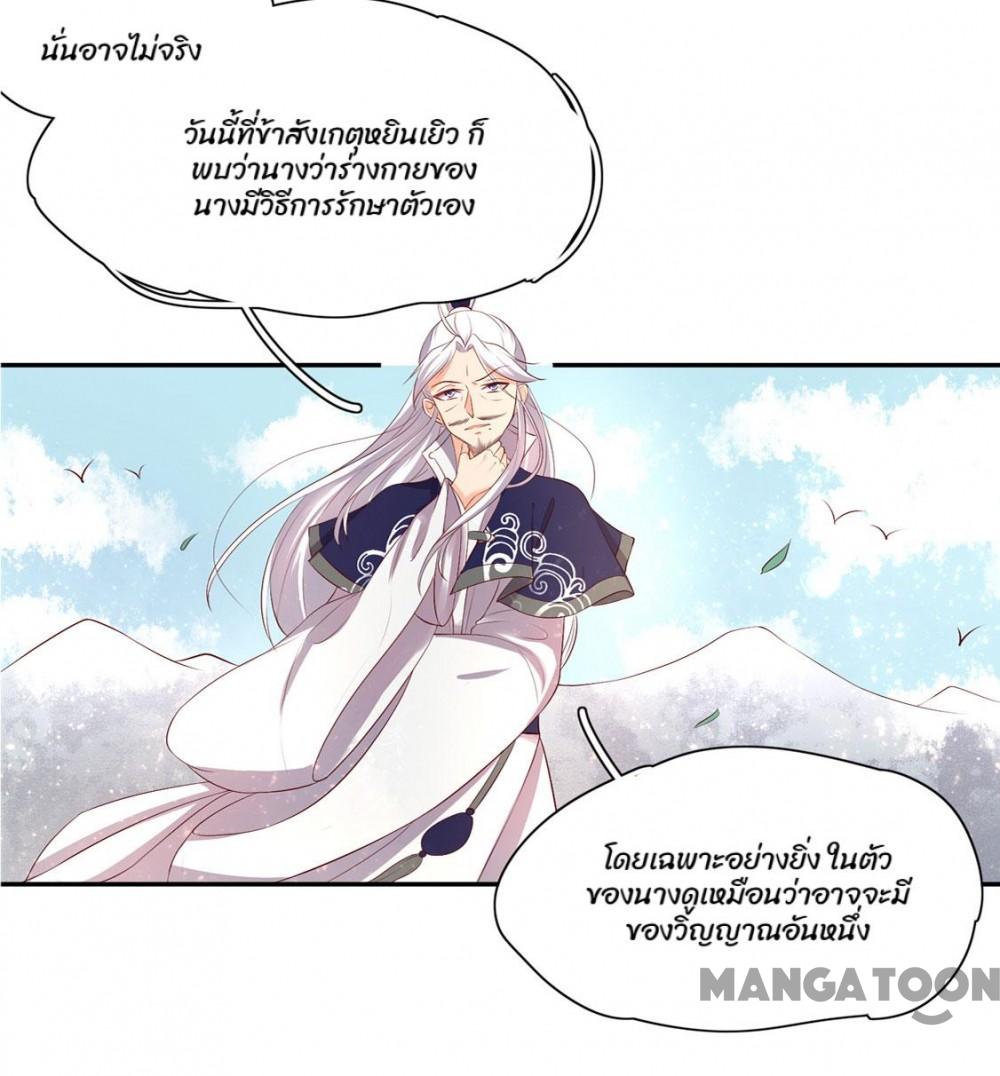 นั่นอาจไม่จริง
วันนี้ที่ข้าสังเกตุหยินเยิว ก็
พบว่านางว่าร่างกายของ
นางมีวิธีการรักษาตัวเอง
โดยเฉพาะอย่างยิ่ง ในตัว
ของนางดูเหมือนว่าอาจจะมี
ของวิญญาณอันหนึ่ง
MANGATOON